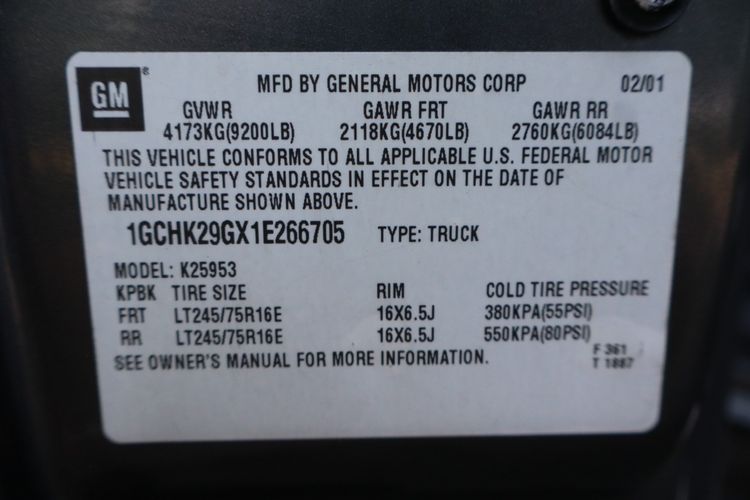 GM® MFD BY GENERAL MOTORS CORP 02/01
GVWR GAWR FRT GAWR RR
4173KG(9200LB) 2118KG(4670LB) 2760KG(6084LB)
THIS VEHICLE CONFORMS TO ALL APPLICABLE U.S. FEDERAL MOTOR
VEHICLE SAFETY STANDARDS IN EFFECT ON THE DATE OF
MANUFACTURE SHOWN ABOVE.
1GCHK29GX1E266705 TYPE: TRUCK
MODEL: K25953
KPBK TIRE SIZE RIM COLD TIRE PRESSURE
FRT LT245/75R16E 16X6.5J 380KPA(55PSI)
RR LT245/75R16E 16X6.5J 550KPA(80PSI)
SEE OWNER'S MANUAL FOR MORE INFORMATION.
F 361
T 1887